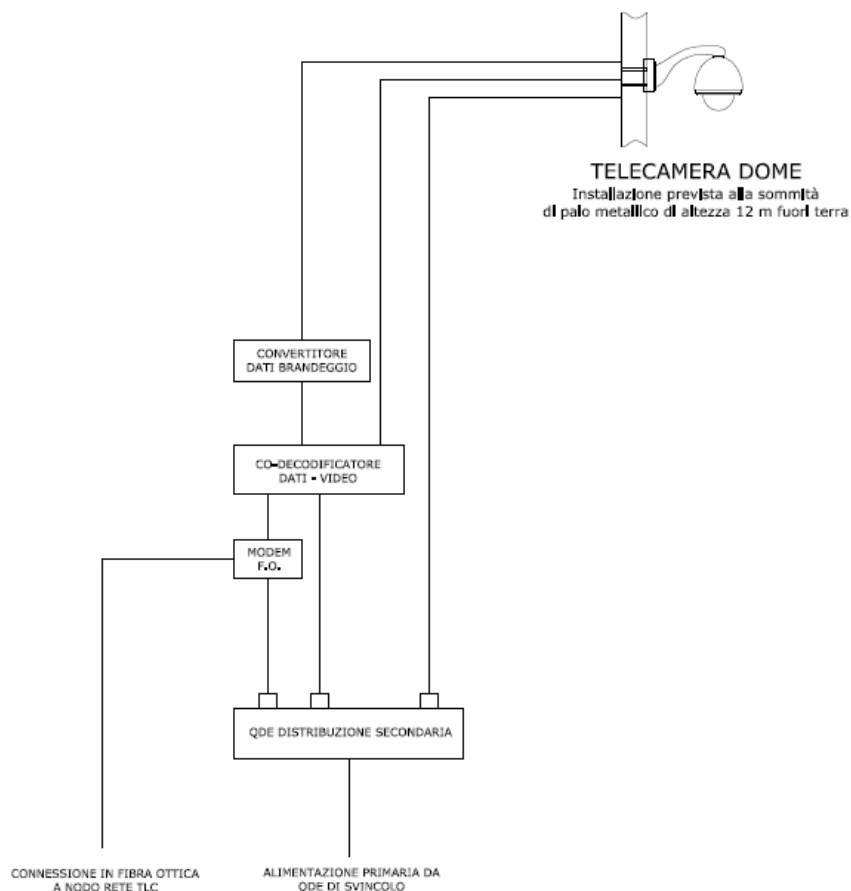 TELECAMERA DOME
Installazione prevista alla sommità
di palo metallico di altezza 12 m fuori terra
CONVERTITORE
DATI BRANDEGGIO
CO-DECODIFICATORE
DATI - VIDEO
MODEM
F.O.
QDE DISTRIBUZIONE SECONDARIA
CONNESSIONE IN FIBRA OTTICA
A NODO RETE TLC
ALIMENTAZIONE PRIMARIA DA
QDE DI SVINCOLO